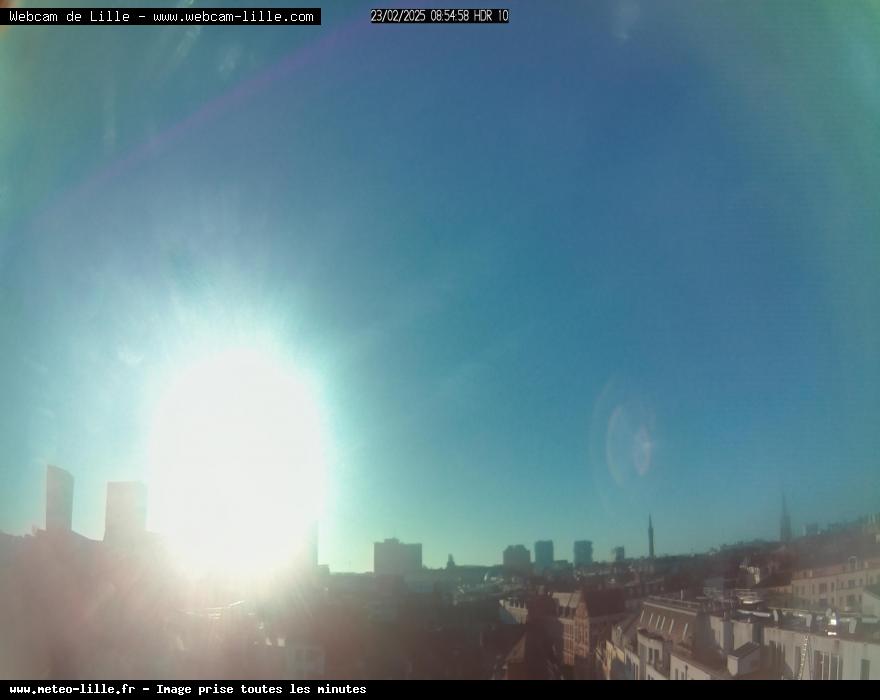 Webcam de Lille - www.webcam-lille.com
23/02/2025 08:54:58 HDR 10
www.meteo-lille.fr - Image prise toutes les minutes